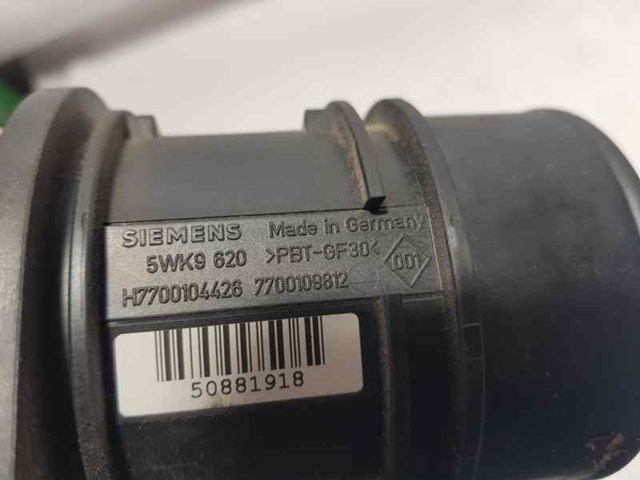 SIEMENS Made in Germany
5WK9 620 >PBT-GF30< 001
H7700104426 7700109812
50881918